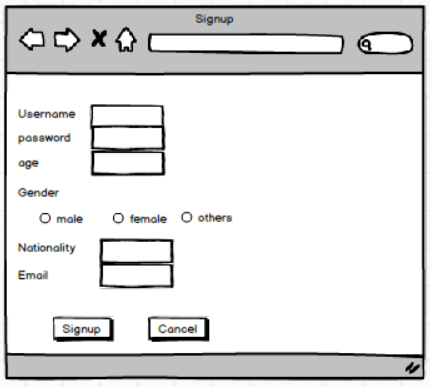 Signup
Username
password
age
Gender
male female others
Nationality
Email
Signup Cancel